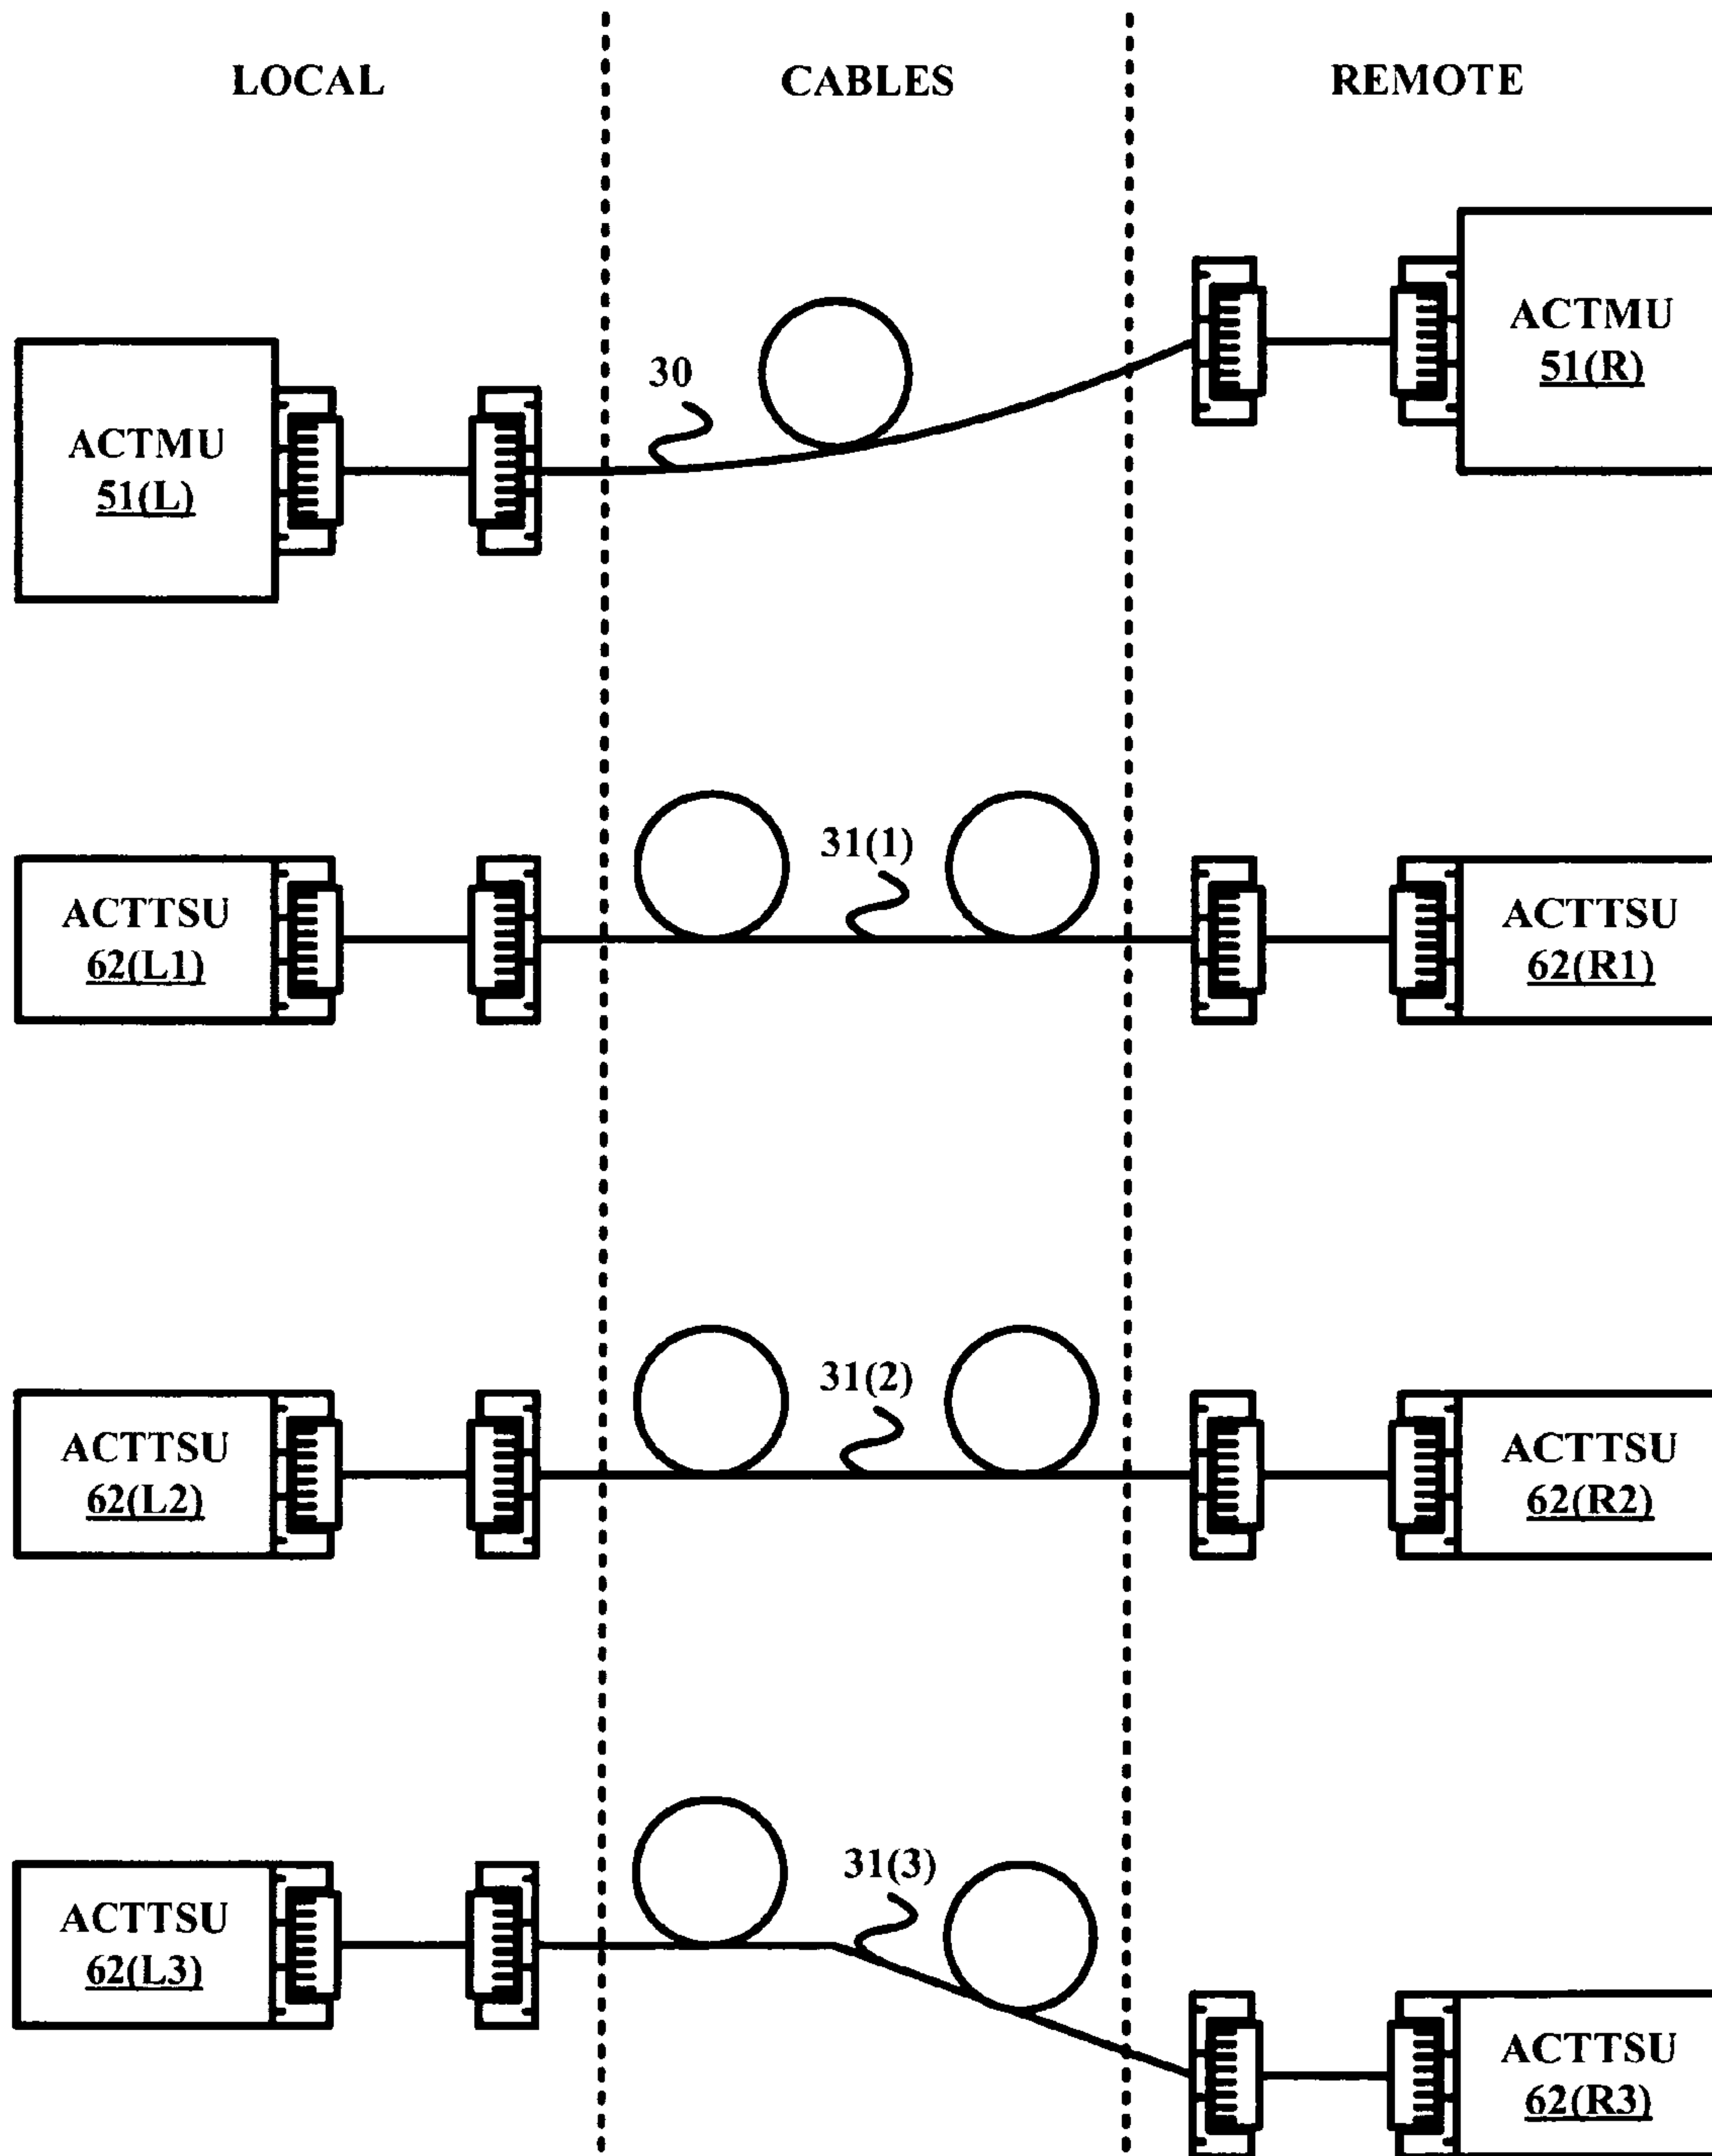 LOCAL
CABLES
REMOTE
30
ACTMU
51(L)
ACTMU
51(R)
31(1)
ACTTSU
62(L1)
ACTTSU
62(R1)
31(2)
ACTTSU
62(L2)
ACTTSU
62(R2)
31(3)
ACTTSU
62(L3)
ACTTSU
62(R3)